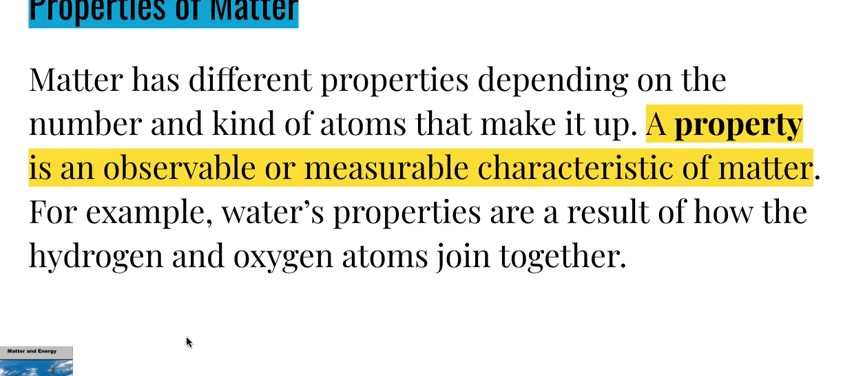 Properties of Matter
Matter has different properties depending on the
number and kind of atoms that make it up. A property
is an observable or measurable characteristic of matter.
For example, water’s properties are a result of how the
hydrogen and oxygen atoms join together.
Matter and Energy